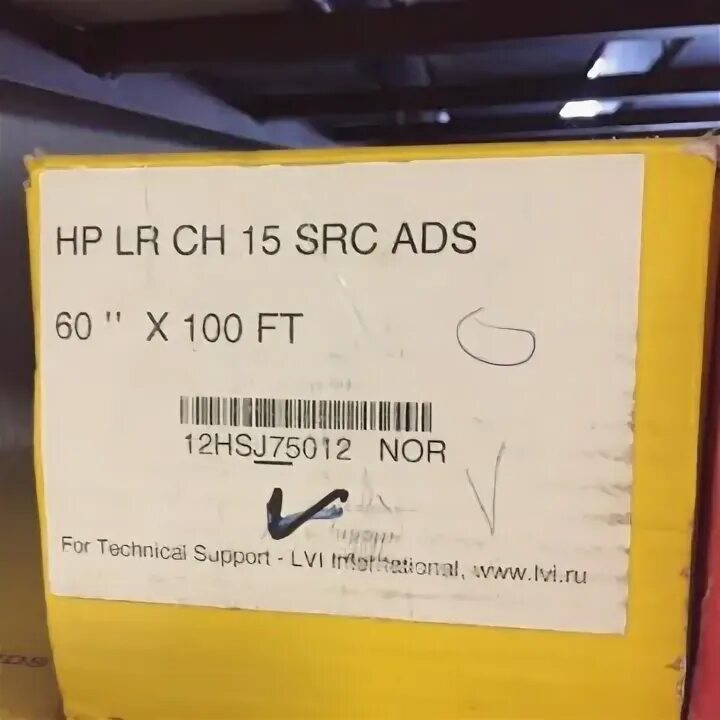 HP LR CH 15 SRC ADS
60 " X 100 FT
12HSJ75012 NOR
For Technical Support - LVI International, www.lvi.ru